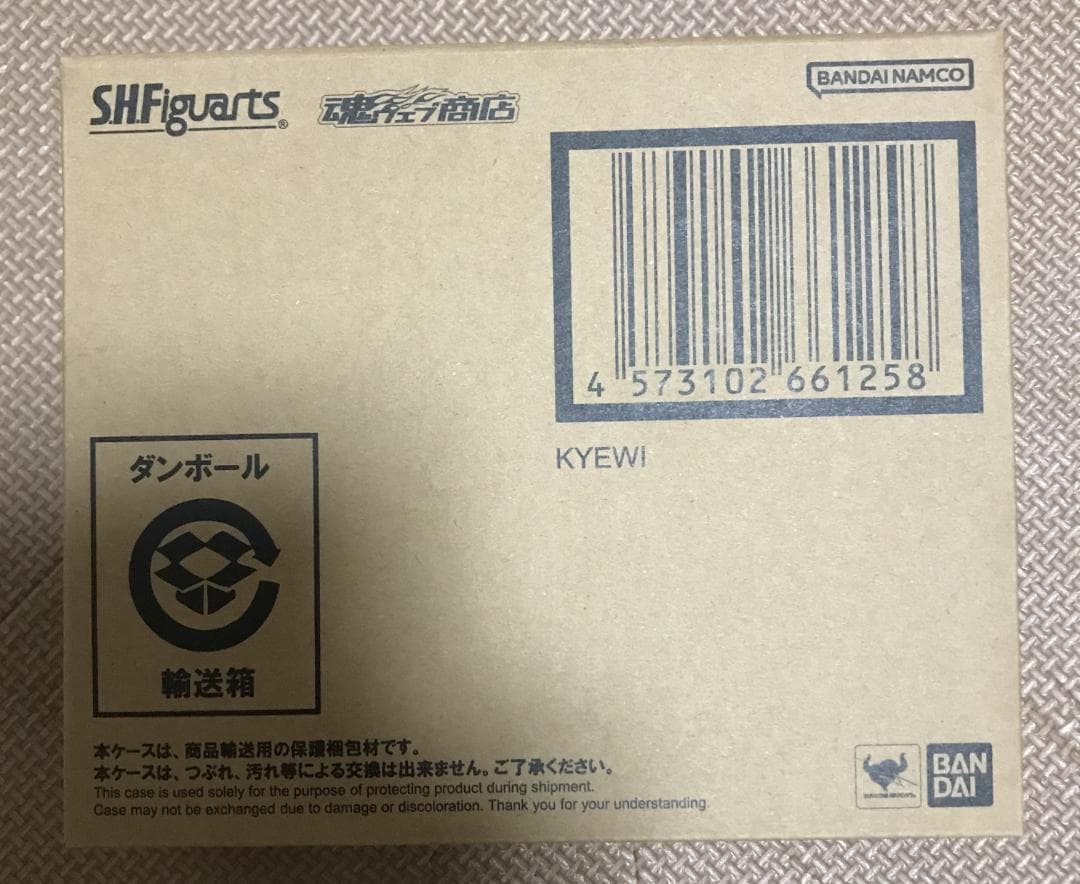 S.H.Figuarts®
魂ウェブ商店
BANDAI NAMCO
4 573102 661258
KYEWI
ダンボール
輸送箱
本ケースは、商品輸送用の保護梱包材です。
本ケースは、つぶれ、汚れ等による交換は出来ません。ご了承ください。
This case is used solely for the purpose of protecting product during shipment.
Case may not be exchanged due to damage or discoloration. Thank you for your understanding.
BAN
DAI